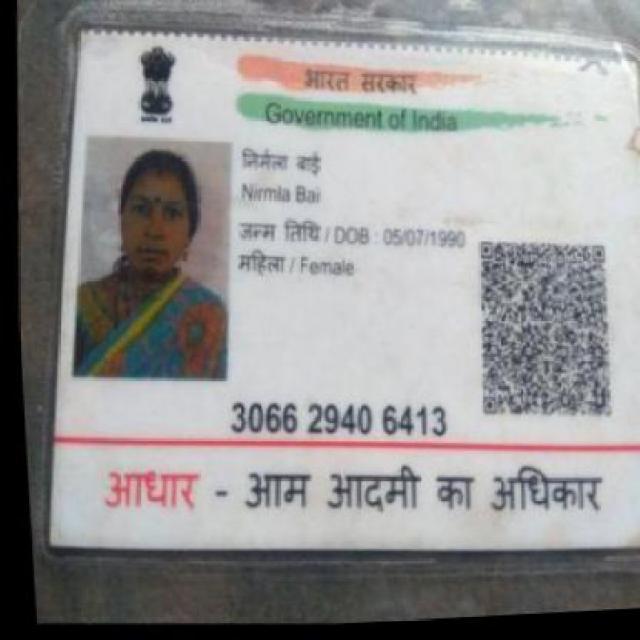 भारत सरकार
Government of India
निर्मला बाई
Nirmla Bai
जन्म तिथि / DOB : 05/07/1990
महिला / Female
3066 2940 6413
आधार - आम आदमी का अधिकार